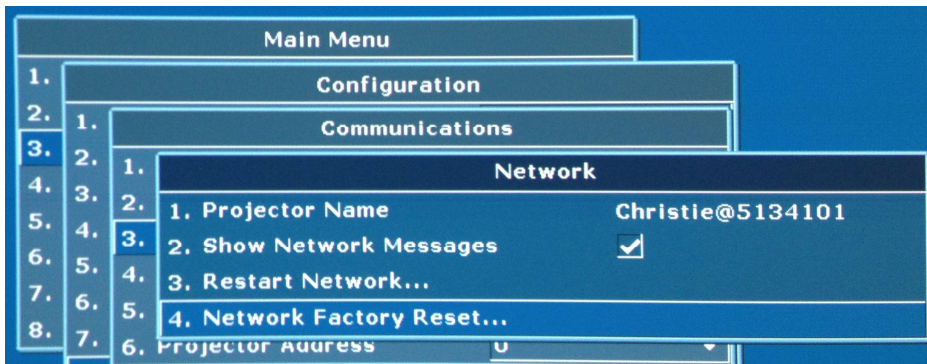 Main Menu
1.
Configuration
2.
1.
Communications
3.
2.
1.
Network
4.
3.
2.
1. Projector Name Christie@5134101
5.
4.
3.
2. Show Network Messages
6.
5.
4.
3. Restart Network...
7.
6.
5.
4. Network Factory Reset...
8.
7.
6. Projector Address 0